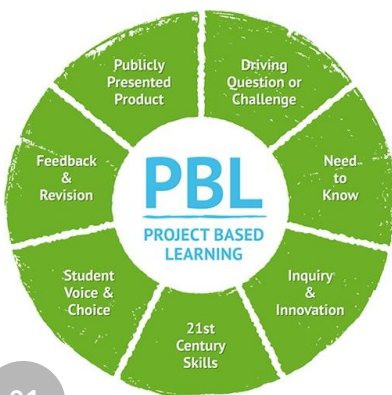 PBL
PROJECT BASED
LEARNING
Driving
Question or
Challenge
Need
to
Know
Inquiry
&
Innovation
21st
Century
Skills
Student
Voice &
Choice
Feedback
&
Revision
Publicly
Presented
Product